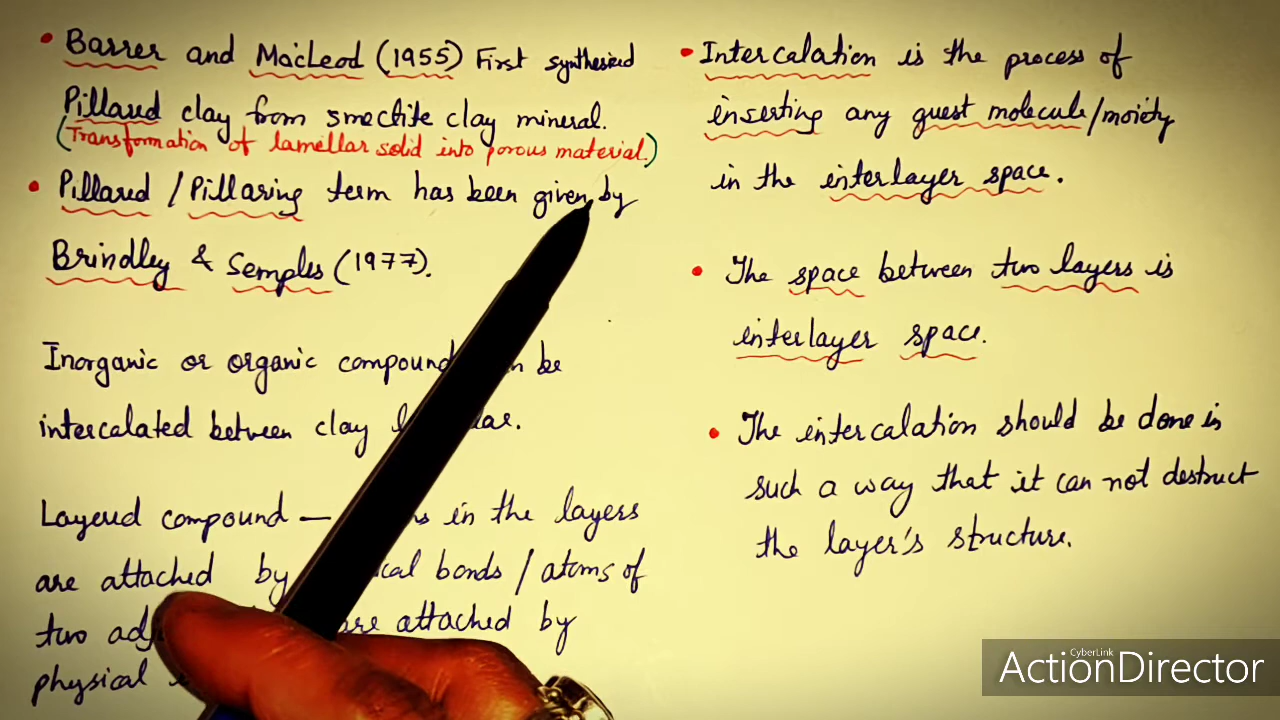 Barrer and MacLeod (1955) First synthesized
Pillared clay from smectite clay mineral.
(Transformation of lamellar solid into porous material.)
Pillared / Pillaring term has been given by
Brindley & Semples (1977).
Inorganic or organic compound be
intercalated between clay
Layered compound — in the layers
are attached by bonds / atoms of
two are attached by
physical
Intercalation is the process of
inserting any guest molecule/moiety
in the interlayer space.
The space between two layers is
interlayer space.
The intercalation should be done in
such a way that it can not destruct
the layer's structure.
CyberLink
ActionDirector